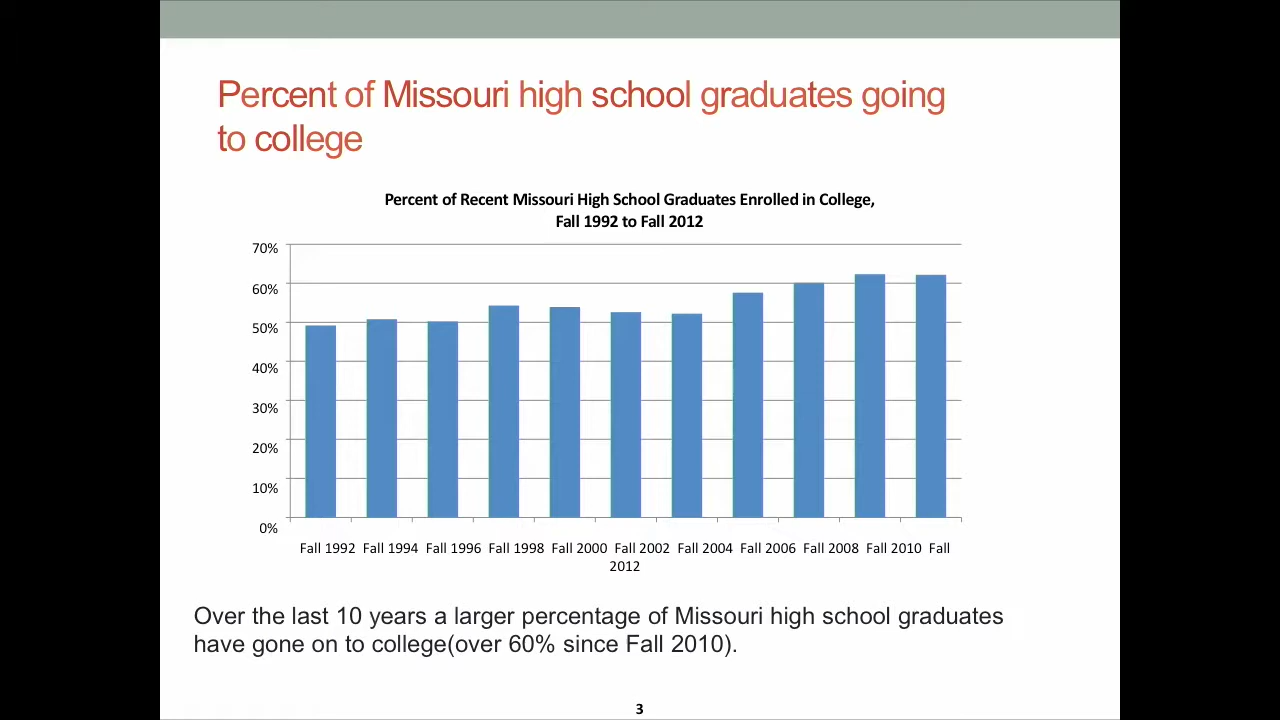 Percent of Missouri high school graduates going
to college
Percent of Recent Missouri High School Graduates Enrolled in College,
Fall 1992 to Fall 2012
70%
60%
50%
40%
30%
20%
10%
0%
Fall 1992 Fall 1994 Fall 1996 Fall 1998 Fall 2000 Fall 2002 Fall 2004 Fall 2006 Fall 2008 Fall 2010 Fall
2012
Over the last 10 years a larger percentage of Missouri high school graduates
have gone on to college(over 60% since Fall 2010).
3